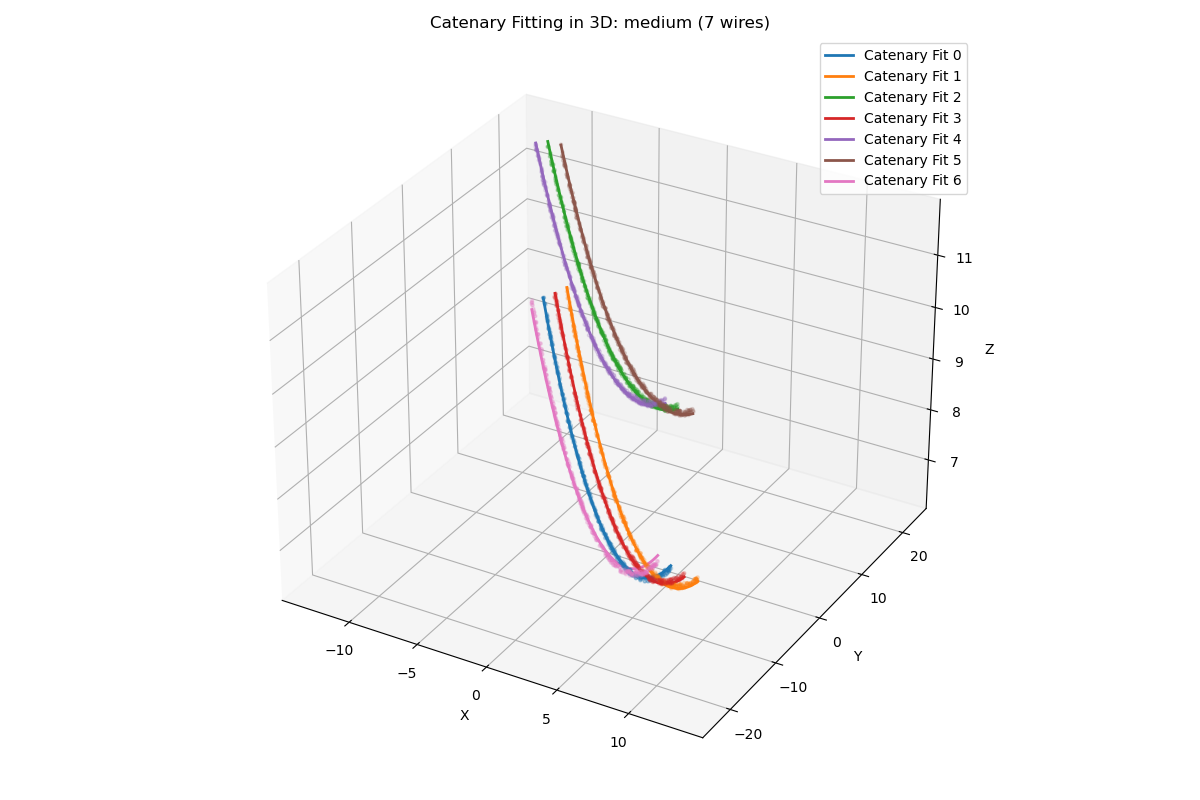 Catenary Fitting in 3D: medium (7 wires)
Catenary Fit 0
Catenary Fit 1
Catenary Fit 2
Catenary Fit 3
Catenary Fit 4
Catenary Fit 5
Catenary Fit 6
11
10
9
8
7
Z
20
10
0
−10
−20
Y
−10
−5
0
5
10
X